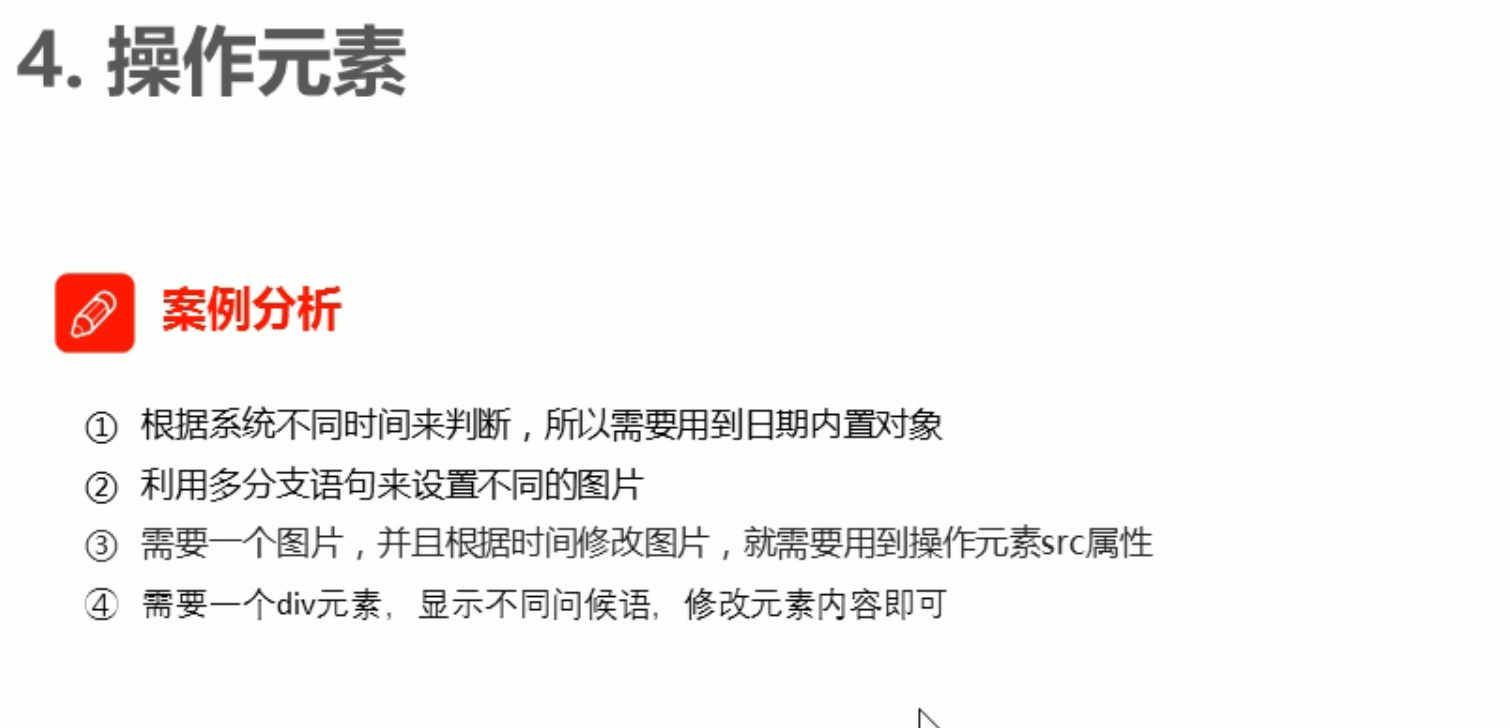 4. 操作元素
案例分析
① 根据系统不同时间来判断，所以需要用到日期内置对象
② 利用多分支语句来设置不同的图片
③ 需要一个图片，并且根据时间修改图片，就需要用到操作元素src属性
④ 需要一个div元素，显示不同问候语，修改元素内容即可